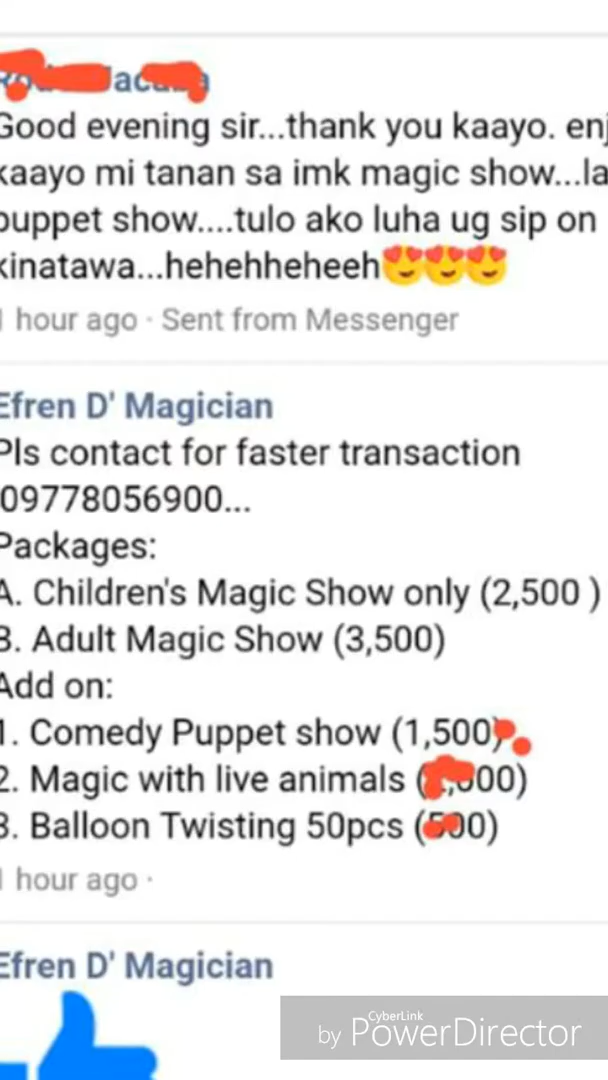 Good evening sir...thank you kaayo. enj
kaayo mi tanan sa imk magic show...la
puppet show....tulo ako luha ug sip on
kinatawa...hehehheheeh😍😍😍
1 hour ago · Sent from Messenger
Efren D' Magician
Pls contact for faster transaction
09778056900...
Packages:
A. Children's Magic Show only (2,500 )
B. Adult Magic Show (3,500)
Add on:
1. Comedy Puppet show (1,500)
2. Magic with live animals
3. Balloon Twisting 50pcs (500)
1 hour ago ·
Efren D' Magician
CyberLink
by PowerDirector